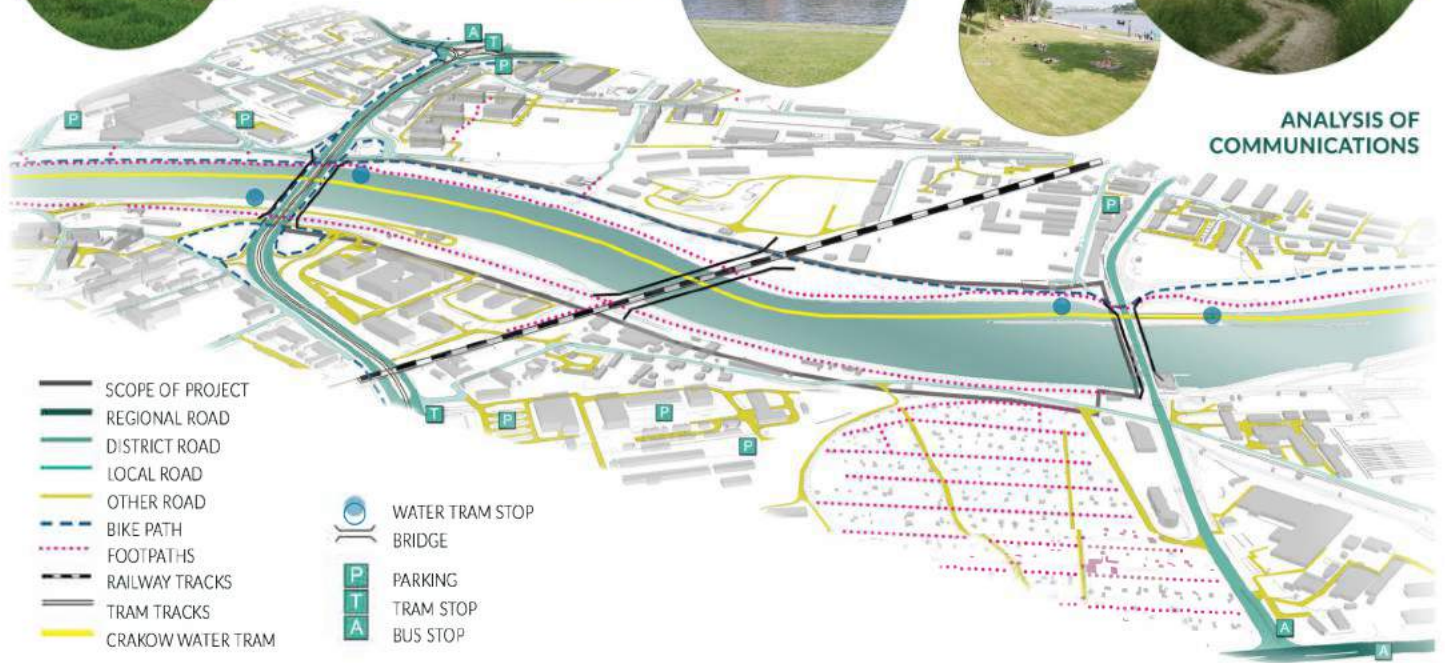 A
T
P
P
P
ANALYSIS OF
COMMUNICATIONS
P
T
P
P
P
A
A
SCOPE OF PROJECT
REGIONAL ROAD
DISTRICT ROAD
LOCAL ROAD
OTHER ROAD
BIKE PATH
FOOTPATHS
RAILWAY TRACKS
TRAM TRACKS
CRAKOW WATER TRAM
WATER TRAM STOP
BRIDGE
P PARKING
T TRAM STOP
A BUS STOP